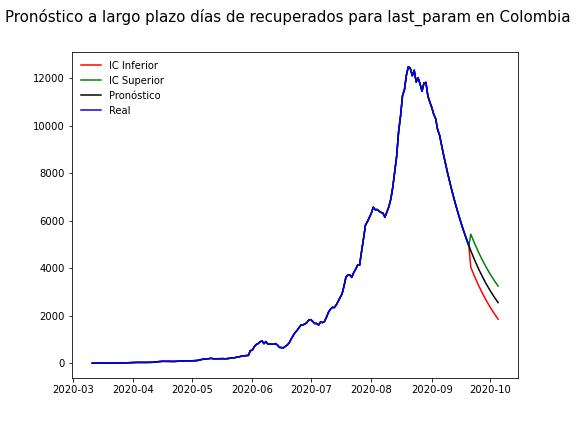 Pronóstico a largo plazo días de recuperados para last_param en Colombia
IC Inferior
IC Superior
Pronóstico
Real
12000
10000
8000
6000
4000
2000
0
2020-03 2020-04 2020-05 2020-06 2020-07 2020-08 2020-09 2020-10